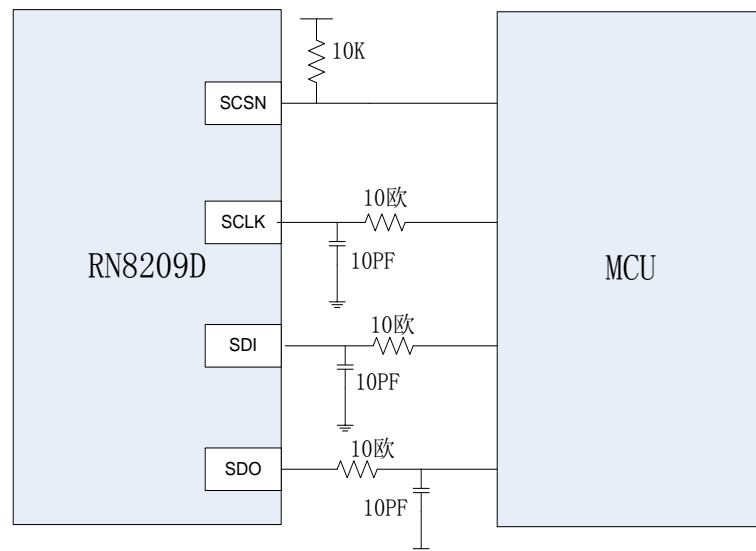 10K
SCSN
10欧
SCLK
10PF
RN8209D
MCU
10欧
SDI
10PF
10欧
SDO
10PF